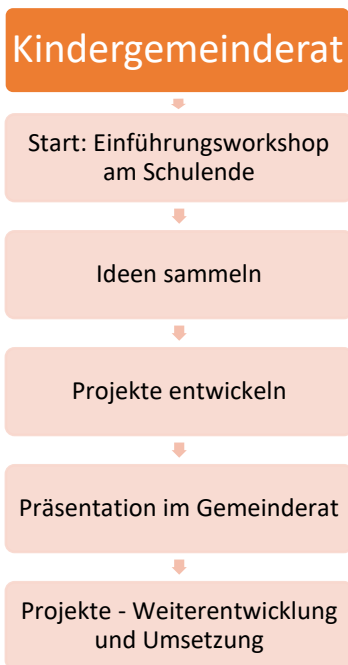 Kindergemeinderat
Start: Einführungsworkshop
am Schulende
Ideen sammeln
Projekte entwickeln
Präsentation im Gemeinderat
Projekte - Weiterentwicklung
und Umsetzung